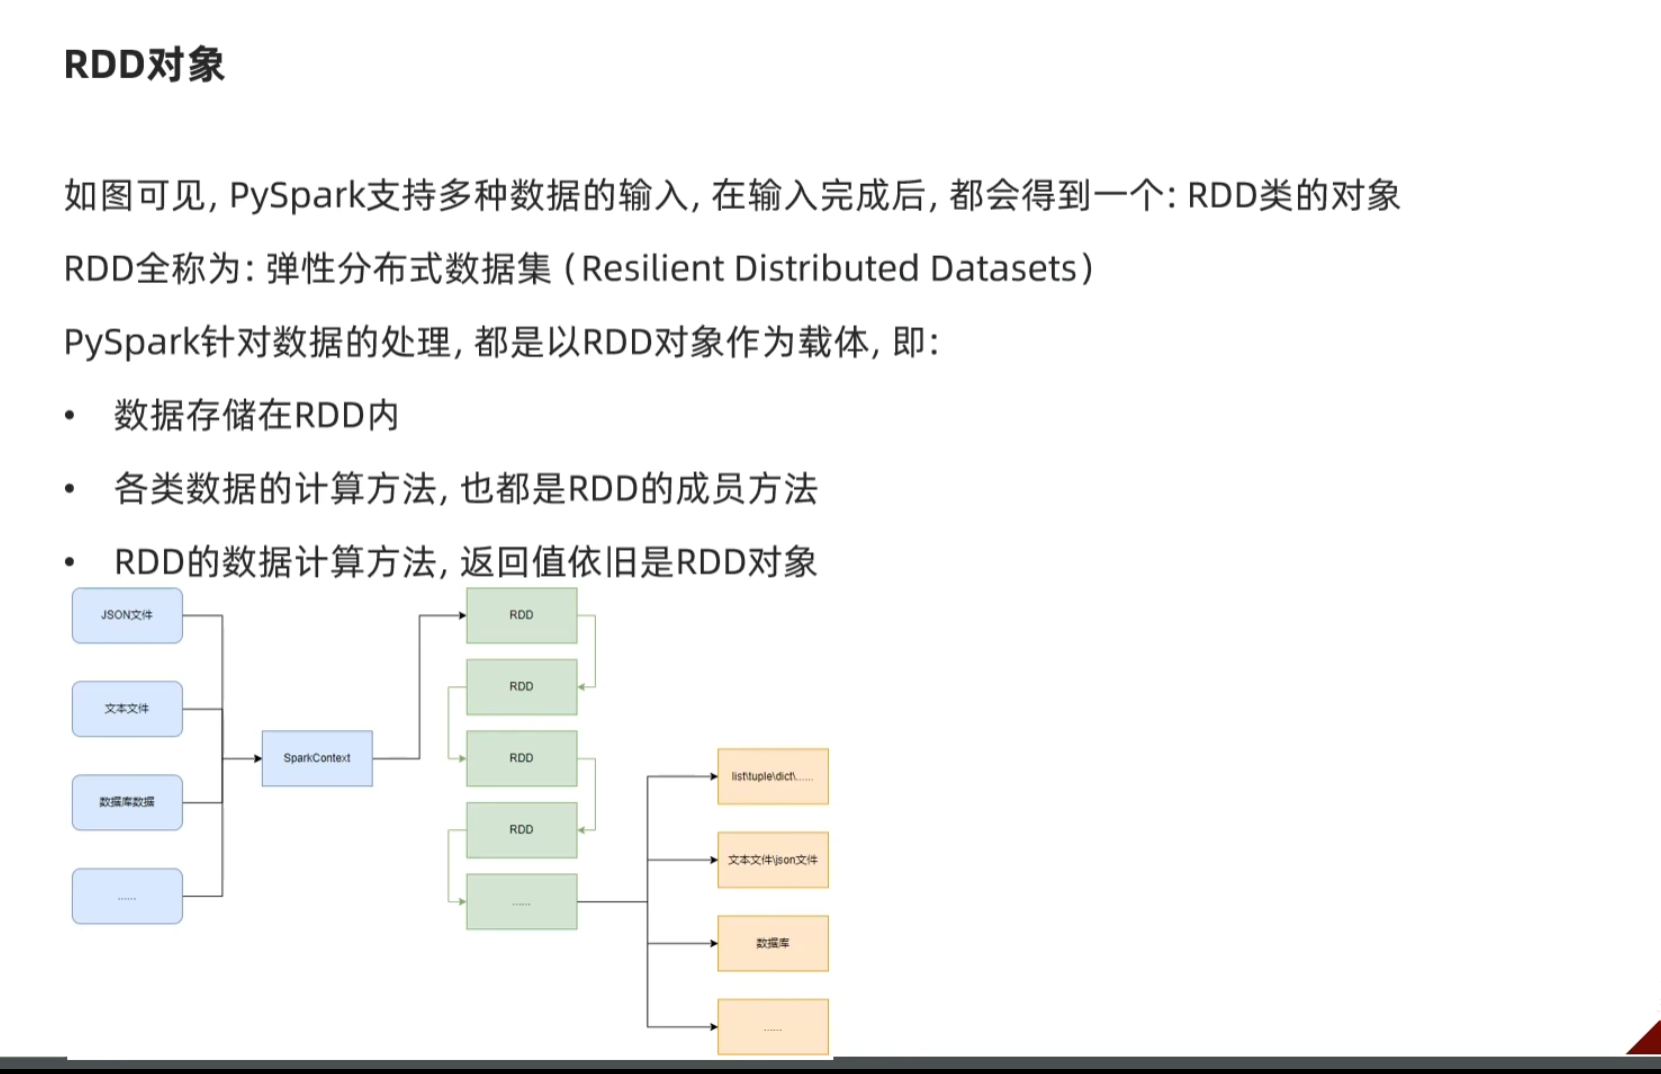 RDD对象
如图可见, PySpark支持多种数据的输入, 在输入完成后, 都会得到一个: RDD类的对象
RDD全称为: 弹性分布式数据集 (Resilient Distributed Datasets)
PySpark针对数据的处理, 都是以RDD对象作为载体, 即:
• 数据存储在RDD内
• 各类数据的计算方法, 也都是RDD的成员方法
• RDD的数据计算方法, 返回值依旧是RDD对象
JSON文件
文本文件
数据库数据
......
SparkContext
RDD
RDD
RDD
RDD
......
list\tuple\dict\......
文本文件\json文件
数据库
......